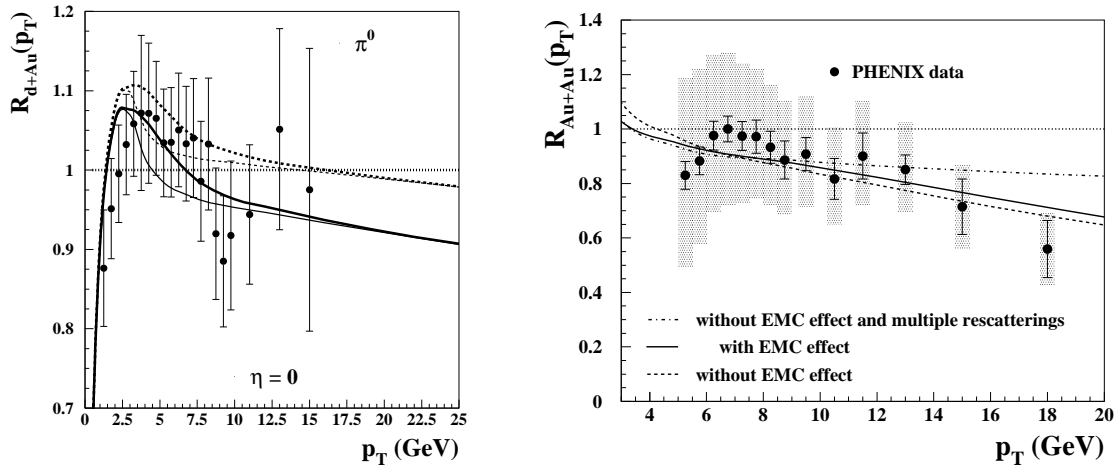 R_{d+Au}(p_T)
1.2
1.1
1
0.9
0.8
0.7
π⁰
η = 0
0 2.5 5 7.5 10 12.5 15 17.5 20 22.5 25
p_T (GeV)
R_{Au+Au}(p_T)
1.4
1.2
1
0.8
0.6
0.4
0.2
0
PHENIX data
without EMC effect and multiple rescatterings
with EMC effect
without EMC effect
4 6 8 10 12 14 16 18 20
p_T (GeV)